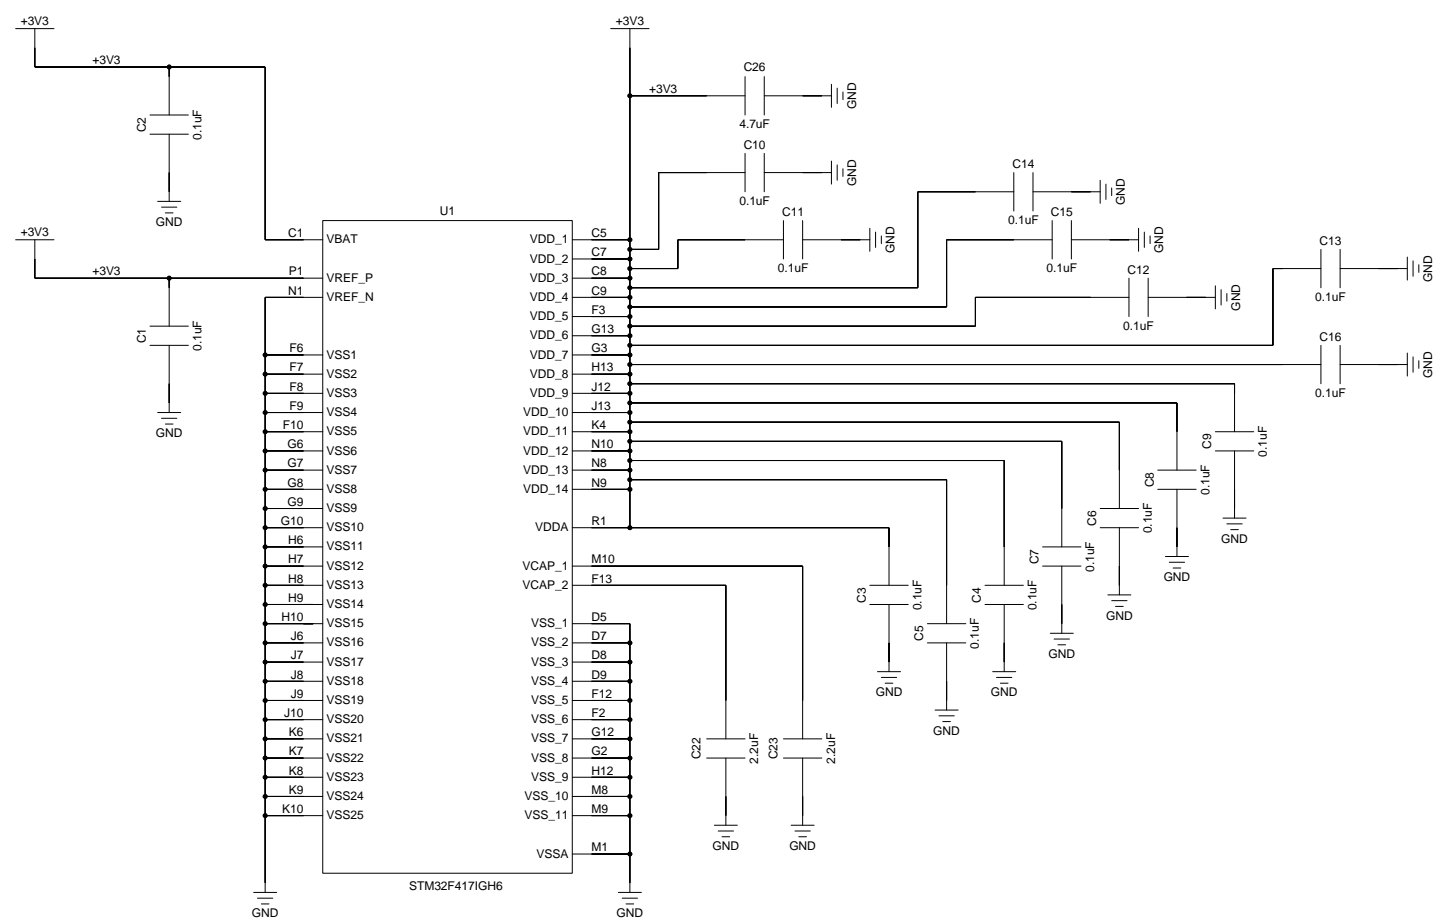 +3V3
+3V3
+3V3
C2
0.1uF
GND
+3V3
+3V3
C1
0.1uF
GND
U1
C1 VBAT
P1 VREF_P
N1 VREF_N
F6 VSS1
F7 VSS2
F8 VSS3
F9 VSS4
F10 VSS5
G6 VSS6
G7 VSS7
G8 VSS8
G9 VSS9
G10 VSS10
H6 VSS11
H7 VSS12
H8 VSS13
H9 VSS14
H10 VSS15
J6 VSS16
J7 VSS17
J8 VSS18
J9 VSS19
J10 VSS20
K6 VSS21
K7 VSS22
K8 VSS23
K9 VSS24
K10 VSS25
GND
VDD_1 C5
VDD_2 C7
VDD_3 C8
VDD_4 C9
VDD_5 F3
VDD_6 G13
VDD_7 G3
VDD_8 H13
VDD_9 J12
VDD_10 J13
VDD_11 K4
VDD_12 N10
VDD_13 N8
VDD_14 N9
VDDA R1
VCAP_1 M10
VCAP_2 F13
VSS_1 D5
VSS_2 D7
VSS_3 D8
VSS_4 D9
VSS_5 F12
VSS_6 F2
VSS_7 G12
VSS_8 G2
VSS_9 H12
VSS_10 M8
VSS_11 M9
VSSA M1
STM32F417IGH6
GND
+3V3
C26
4.7uF
GND
C10
0.1uF
GND
C11
0.1uF
GND
C14
0.1uF
GND
C15
0.1uF
GND
C12
0.1uF
GND
C13
0.1uF
GND
C16
0.1uF
GND
C9
0.1uF
GND
C8
0.1uF
GND
C6
0.1uF
GND
C7
0.1uF
GND
C4
0.1uF
GND
C5
0.1uF
GND
C3
0.1uF
GND
C22
2.2uF
GND
C23
2.2uF
GND